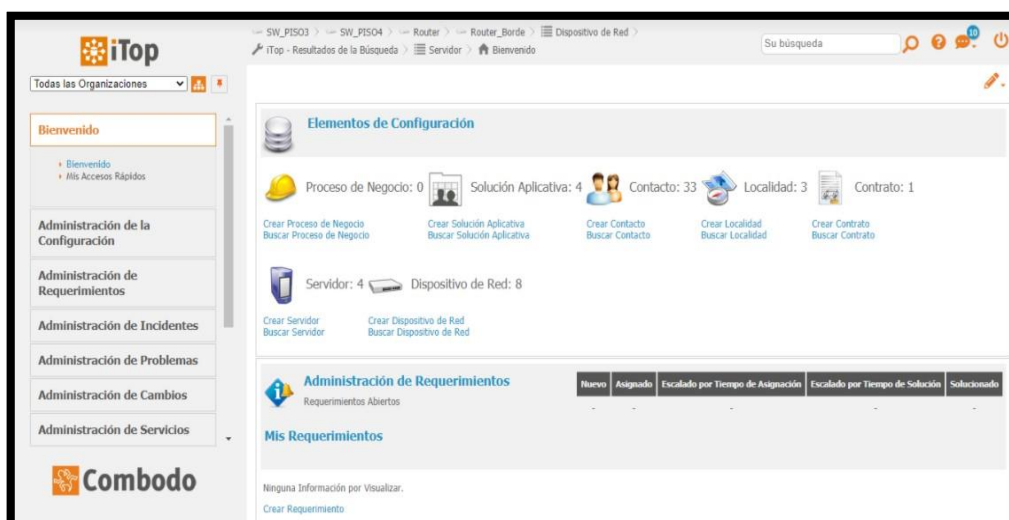 iTop
SW_PISO3 > SW_PISO4 > Router > Router_Borde > Dispositivo de Red >
iTop - Resultados de la Búsqueda > Servidor > Bienvenido
Su búsqueda
10
Todas las Organizaciones
Bienvenido
Bienvenido
Mis Accesos Rápidos
Administración de la
Configuración
Administración de
Requerimientos
Administración de Incidentes
Administración de Problemas
Administración de Cambios
Administración de Servicios
Combodo
Elementos de Configuración
Proceso de Negocio: 0 Solución Aplicativa: 4 Contacto: 33 Localidad: 3 Contrato: 1
Crear Proceso de Negocio Crear Solución Aplicativa Crear Contacto Crear Localidad Crear Contrato
Buscar Proceso de Negocio Buscar Solución Aplicativa Buscar Contacto Buscar Localidad Buscar Contrato
Servidor: 4 Dispositivo de Red: 8
Crear Servidor Crear Dispositivo de Red
Buscar Servidor Buscar Dispositivo de Red
Administración de Requerimientos
Requerimientos Abiertos
Nuevo Asignado Escalado por Tiempo de Asignación Escalado por Tiempo de Solución Solucionado
- - - - -
Mis Requerimientos
Ninguna Información por Visualizar.
Crear Requerimiento